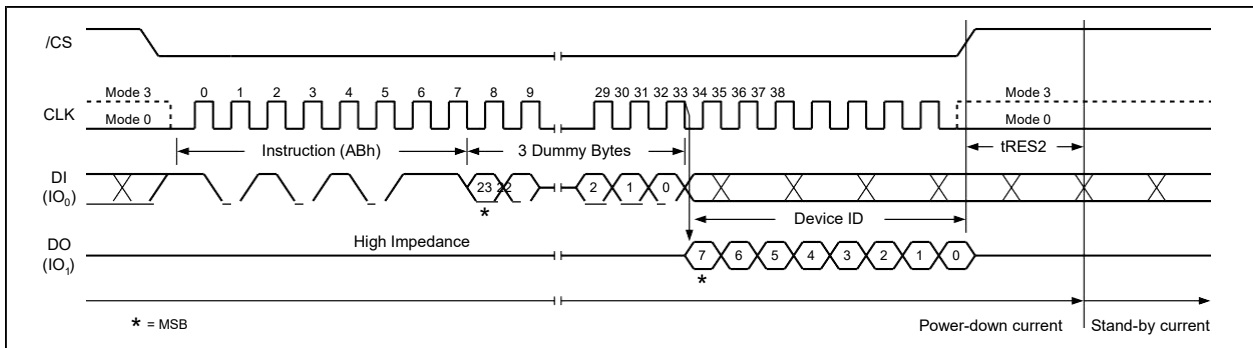 /CS
Mode 3 0 1 2 3 4 5 6 7 8 9 29 30 31 32 33 34 35 36 37 38 Mode 3
CLK
Mode 0 Mode 0
Instruction (ABh) 3 Dummy Bytes tRES2
DI
(IO0) 23 22 2 1 0
*
Device ID
DO
(IO1) High Impedance 7 6 5 4 3 2 1 0
*
* = MSB
Power-down current Stand-by current